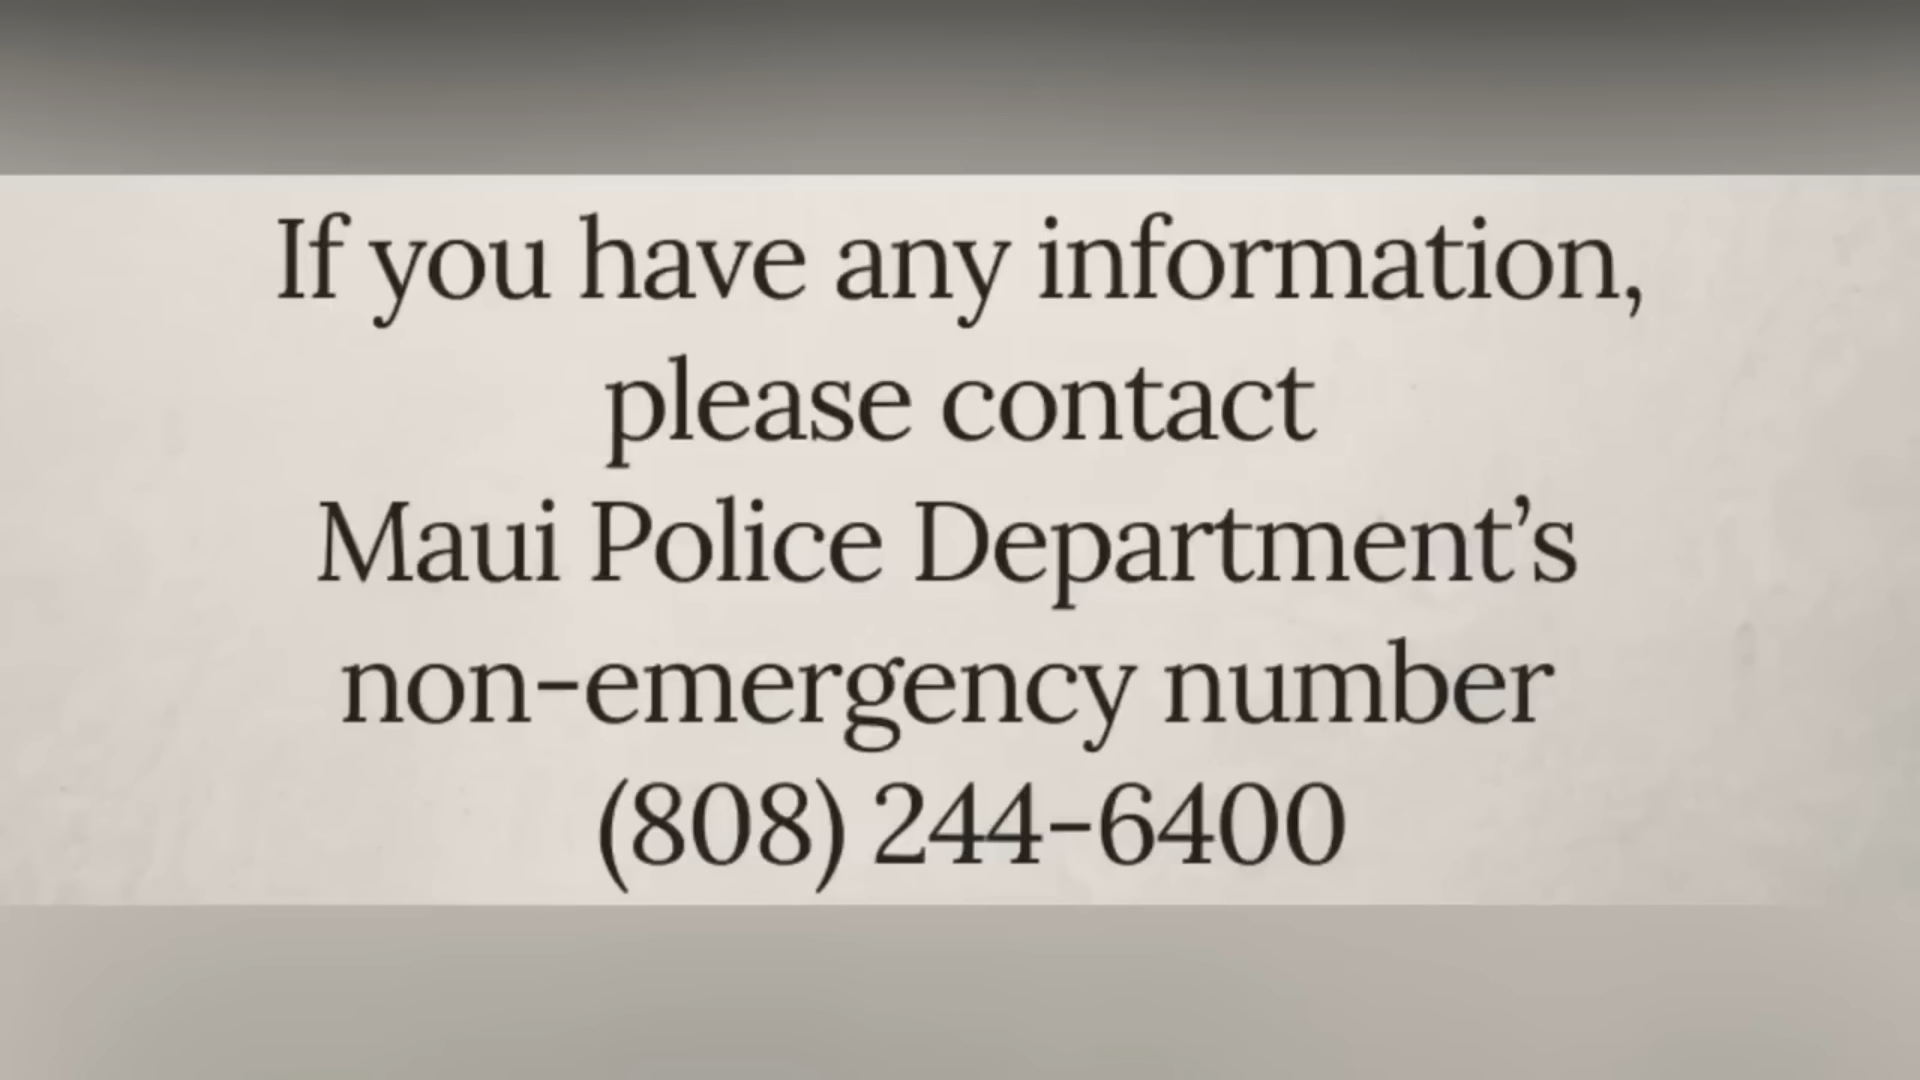 If you have any information,
please contact
Maui Police Department’s
non-emergency number
(808) 244-6400